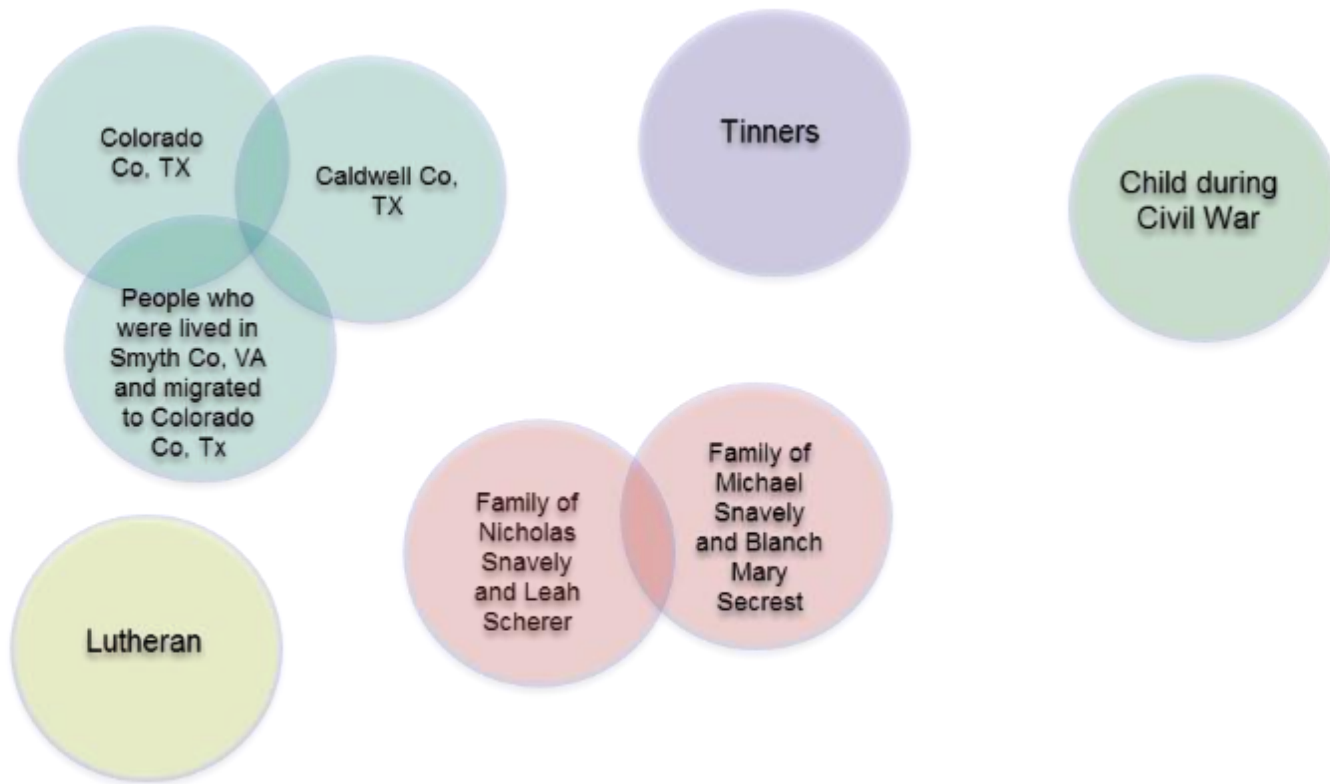 Colorado
Co, TX
Caldwell Co,
TX
People who
were lived in
Smyth Co, VA
and migrated
to Colorado
Co, Tx
Tinners
Child during
Civil War
Family of
Nicholas
Snavely
and Leah
Scherer
Family of
Michael
Snavely
and Blanch
Mary
Secrest
Lutheran